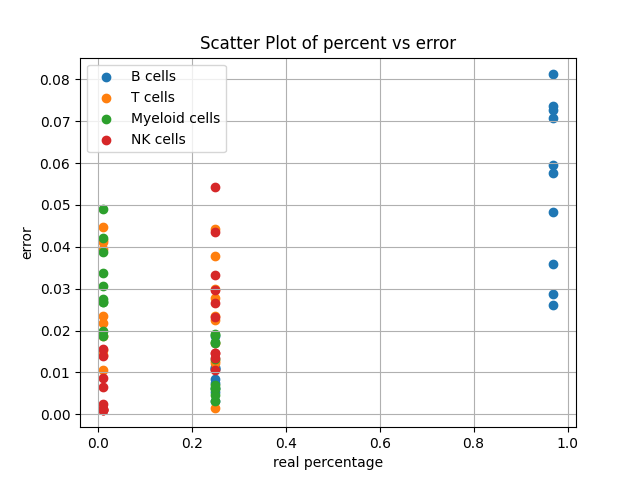 Scatter Plot of percent vs error
B cells
T cells
Myeloid cells
NK cells
0.08
0.07
0.06
0.05
0.04
0.03
0.02
0.01
0.00
error
0.0 0.2 0.4 0.6 0.8 1.0
real percentage